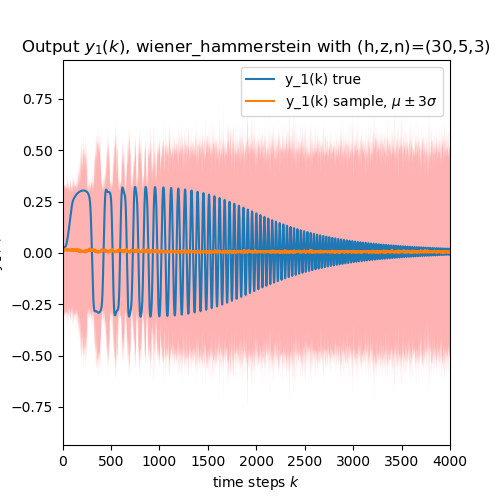 Output y₁(k), wiener_hammerstein with (h,z,n)=(30,5,3)
y_1(k) true
y_1(k) sample, μ ± 3σ
0.75
0.50
0.25
0.00
−0.25
−0.50
−0.75
0 500 1000 1500 2000 2500 3000 3500 4000
time steps k